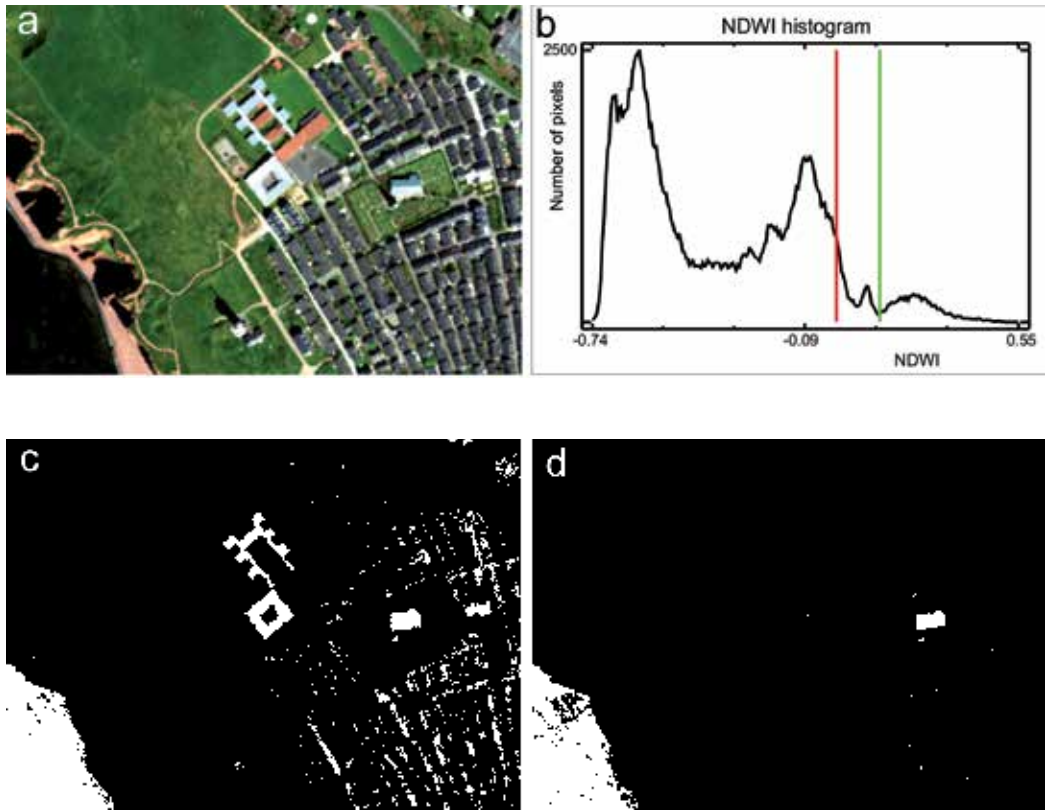 a
b
NDWI histogram
2500
Number of pixels
-0.74
-0.09
0.55
NDWI
c
d